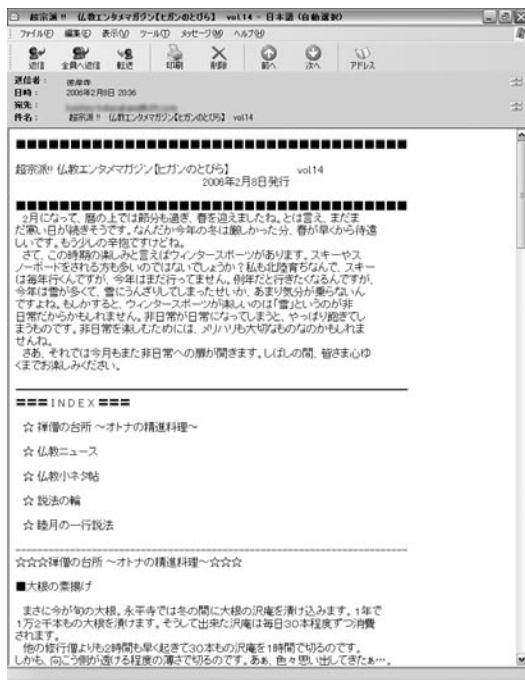 超宗派!! 仏教エンタメマガジン【ヒガンのとびら】 vol.14 - 日本語 (自動選択)
ファイル(F) 編集(E) 表示(V) ツール(T) メッセージ(M) ヘルプ(H)
返信 全員へ返信 転送 印刷 削除 前へ 次へ アドレス
送信者: 彼岸寺
日時: 2006年2月8日 20:36
宛先:
件名: 超宗派!! 仏教エンタメマガジン【ヒガンのとびら】 vol.14
■■■■■■■■■■■■■■■■■■■■■■■■■■■■■■■■■
超宗派!! 仏教エンタメマガジン【ヒガンのとびら】 vol.14
2006年2月8日発行
■■■■■■■■■■■■■■■■■■■■■■■■■■■■■■■■■
2月になって、暦の上では節分も過ぎ、春を迎えましたね。とは言え、まだま
だ寒い日が続きそうです。なんだか今年の冬は厳しかった分、春が早くから待遠
しいです。もう少しの辛抱ですけどね。
さて、この時期の楽しみと言えばウィンタースポーツがあります。スキーやス
ノーボードをされる方も多いのではないでしょうか?私も北陸育ちなんで、スキー
は毎年行くんですが、今年はまだ行ってません。例年だと行きたくなるんですが、
今年は雪が多くて、雪にうんざりしてまったせいか、あまり気分が乗らないん
ですよね。もしかすると、ウィンタースポーツが楽しいのは「雪」というのが非
日常だからかもしれません。非日常が日常になってしまうと、やっぱり飽きてし
まうものです。非日常を楽しむためには、メリハリも大切なものなのかもしれま
せんね。
さあ、それでは今月もまた非日常への扉が開きます。しばしの間、皆さま心ゆ
くまでお楽しみください。
===INDEX===
☆ 禅僧の台所 ～オトナの精進料理～
☆ 仏教ニュース
☆ 仏教小ネタ帖
☆ 説法の輪
☆ 睦月の一行説法
☆☆☆禅僧の台所 ～オトナの精進料理～☆☆☆
■大根の素揚げ
まさに今が旬の大根。永平寺では冬の間に大根の沢庵を漬け込みます。1年で
1万2千本もの大根を漬けます。そうして出来た沢庵は毎日30本程度ずつ消費
されます。
他の修行僧よりも2時間も早く起きて30本もの沢庵を1時間で切るのです。
しかも、向こう側が透ける程度の薄さで切るのです。あぁ、色々思い出してきたぁ…。